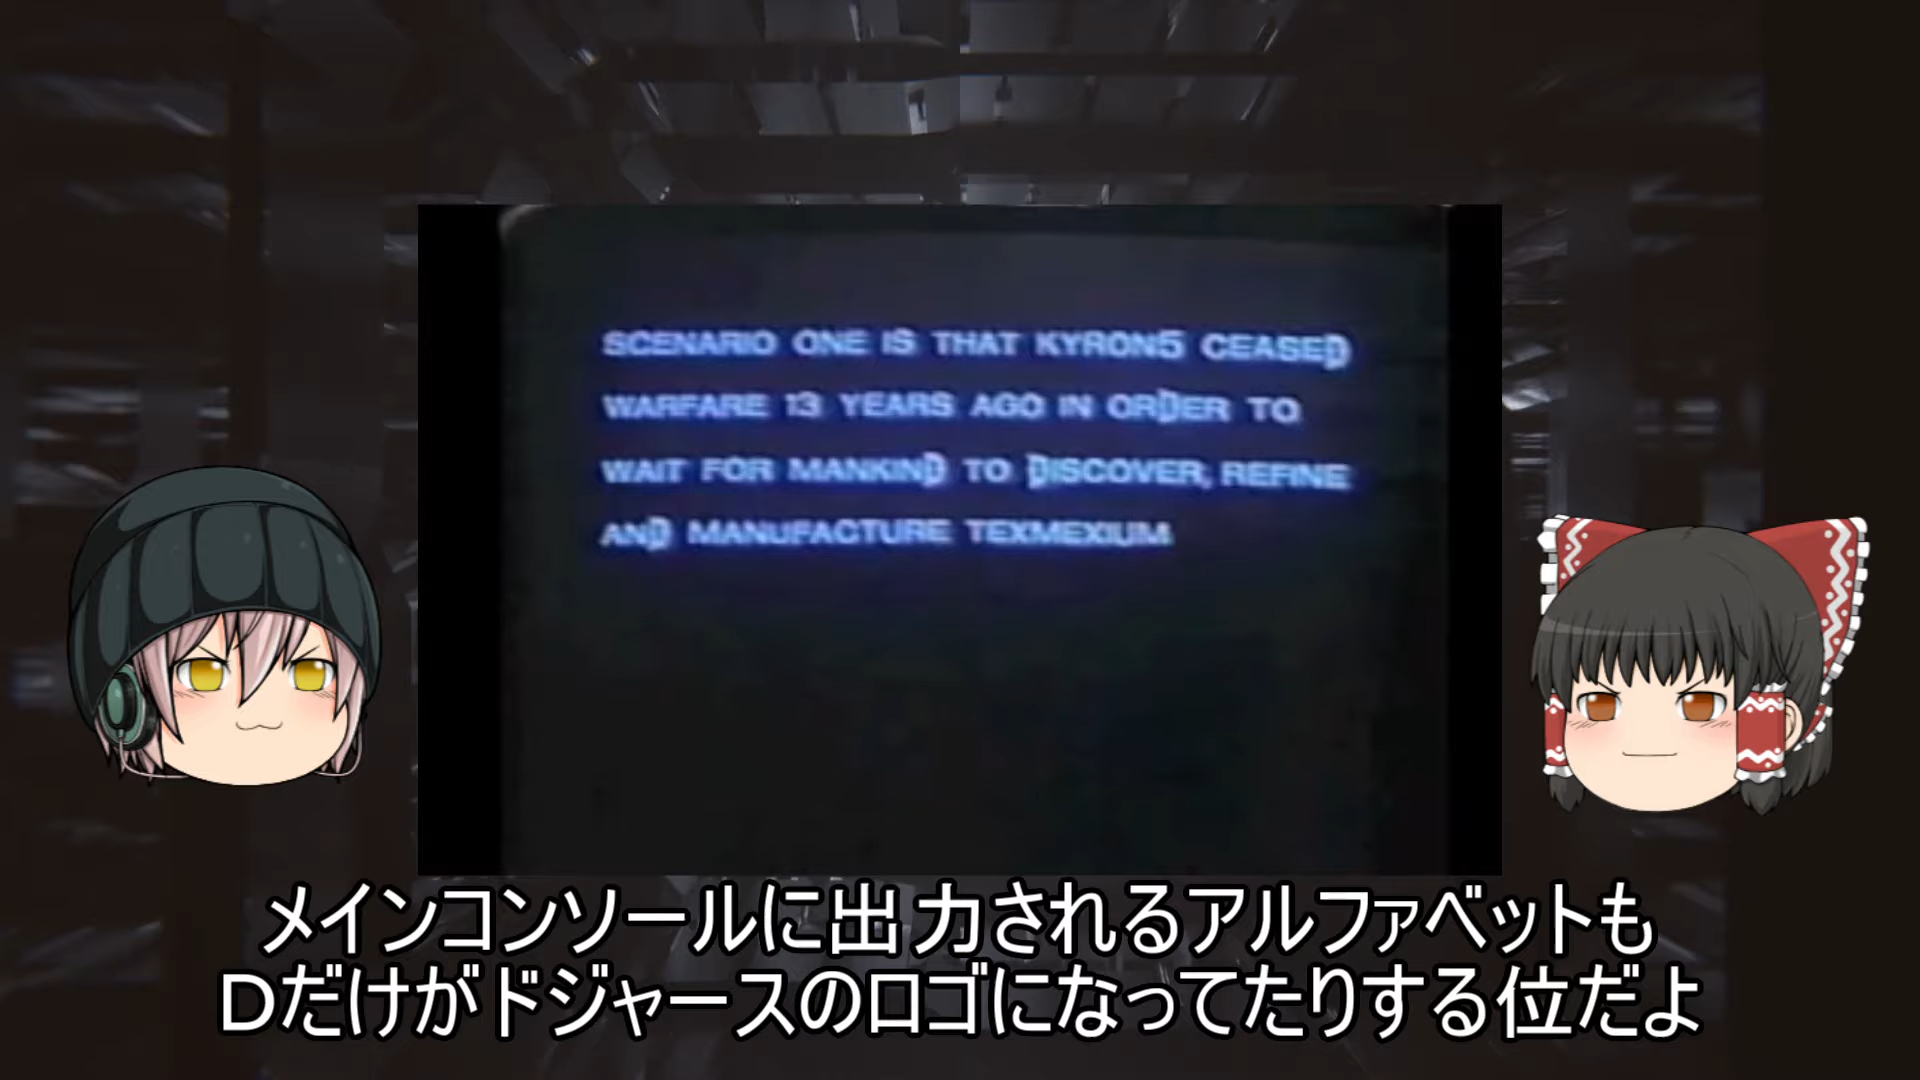 SCENARIO ONE IS THAT KYRON5 CEASED
WARFARE 13 YEARS AGO IN ORDER TO
WAIT FOR MANKIND TO DISCOVER, REFINE
AND MANUFACTURE TEXMEXIUM
メインコンソールに出力されるアルファベットも
Dだけがドジャースのロゴになってたりする位だよ